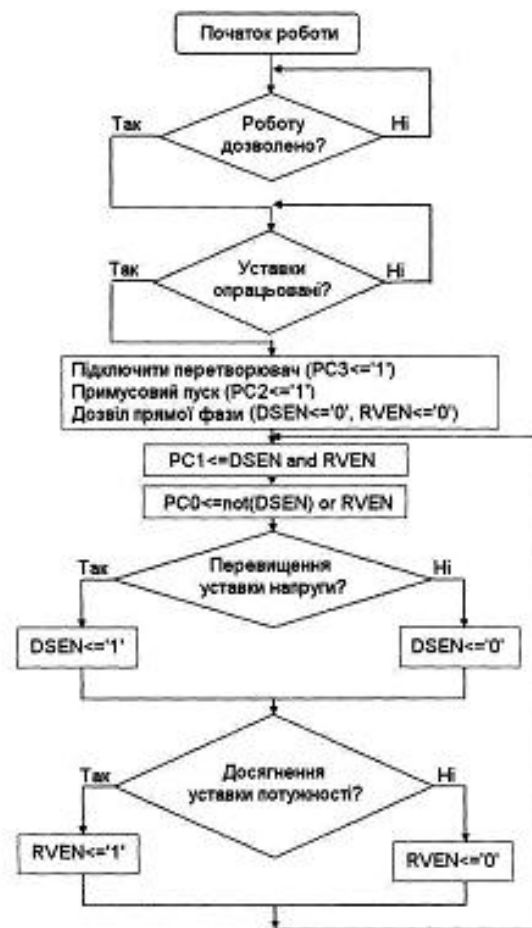 Початок роботи
Так
Роботу
дозволено?
Ні
Так
Уставки
опрацьовані?
Ні
Підключити перетворювач (PC3<='1')
Примусовий пуск (PC2<='1')
Дозвіл прямої фази (DSEN<='0', RVEN<='0')
PC1<=DSEN and RVEN
PC0<=not(DSEN) or RVEN
Так
Перевищення
уставки напруги?
Ні
DSEN<='1'
DSEN<='0'
Так
Досягнення
уставки потужності?
Ні
RVEN<='1'
RVEN<='0'